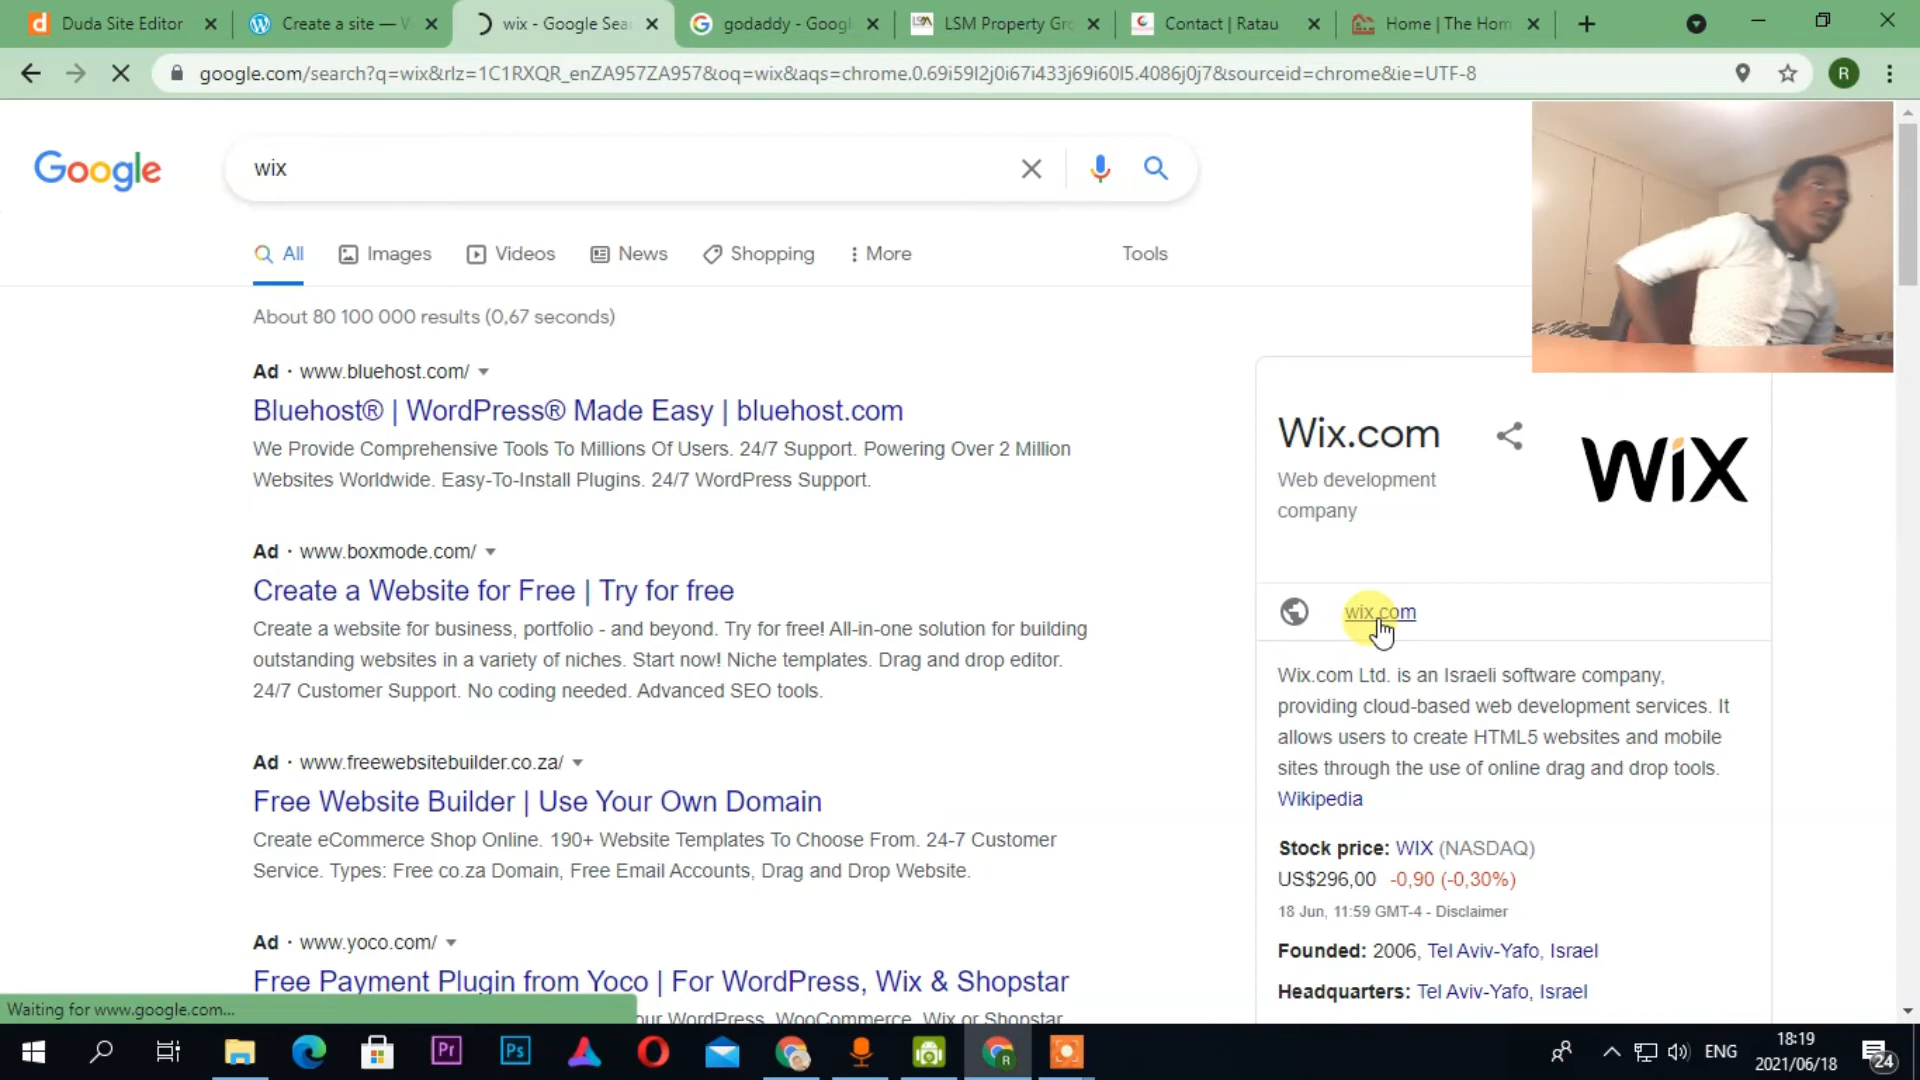 Duda Site Editor
Create a site — W
wix - Google Sea
godaddy - Googl
LSM Property Gr
Contact | Ratau
Home | The Hom
google.com/search?q=wix&rlz=1C1RXQR_enZA957ZA957&oq=wix&aqs=chrome.0.69i59l2j0i67i433j69i60l5.4086j0j7&sourceid=chrome&ie=UTF-8
R
Google
wix
All
Images
Videos
News
Shopping
More
Tools
About 80 100 000 results (0,67 seconds)
Ad · www.bluehost.com/
Bluehost® | WordPress® Made Easy | bluehost.com
We Provide Comprehensive Tools To Millions Of Users. 24/7 Support. Powering Over 2 Million
Websites Worldwide. Easy-To-Install Plugins. 24/7 WordPress Support.
Ad · www.boxmode.com/
Create a Website for Free | Try for free
Create a website for business, portfolio - and beyond. Try for free! All-in-one solution for building
outstanding websites in a variety of niches. Start now! Niche templates. Drag and drop editor.
24/7 Customer Support. No coding needed. Advanced SEO tools.
Ad · www.freewebsitebuilder.co.za/
Free Website Builder | Use Your Own Domain
Create eCommerce Shop Online. 190+ Website Templates To Choose From. 24-7 Customer
Service. Types: Free co.za Domain, Free Email Accounts, Drag and Drop Website.
Ad · www.yoco.com/
Free Payment Plugin from Yoco | For WordPress, Wix & Shopstar
our WordPress, WooCommerce, Wix or Shopstar
Wix.com
Web development
company
WiX
wix.com
Wix.com Ltd. is an Israeli software company,
providing cloud-based web development services. It
allows users to create HTML5 websites and mobile
sites through the use of online drag and drop tools.
Wikipedia
Stock price: WIX (NASDAQ)
US$296,00 -0,90 (-0,30%)
18 Jun, 11:59 GMT-4 - Disclaimer
Founded: 2006, Tel Aviv-Yafo, Israel
Headquarters: Tel Aviv-Yafo, Israel
Waiting for www.google.com...
Pr
Ps
R
ENG
18:19
2021/06/18
24